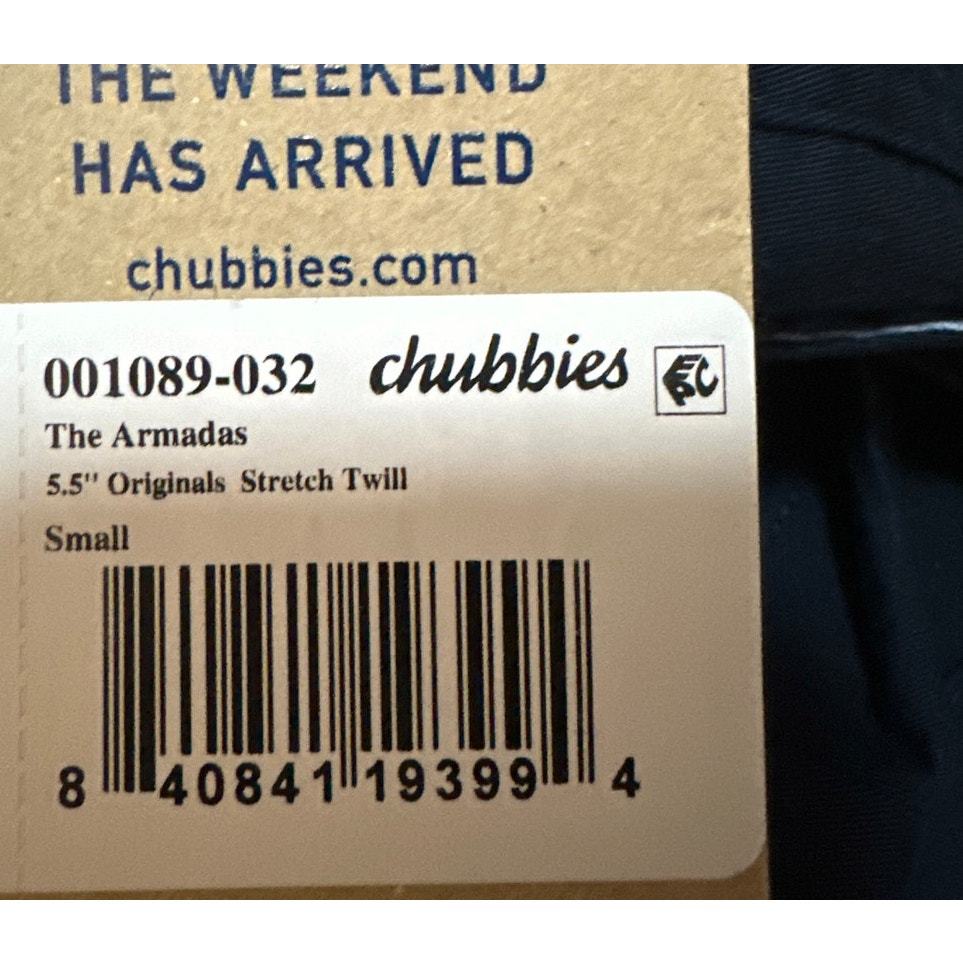 THE WEEKEND
HAS ARRIVED
chubbies.com
001089-032 chubbies
The Armadas
5.5" Originals Stretch Twill
Small
8 40841 19399 4